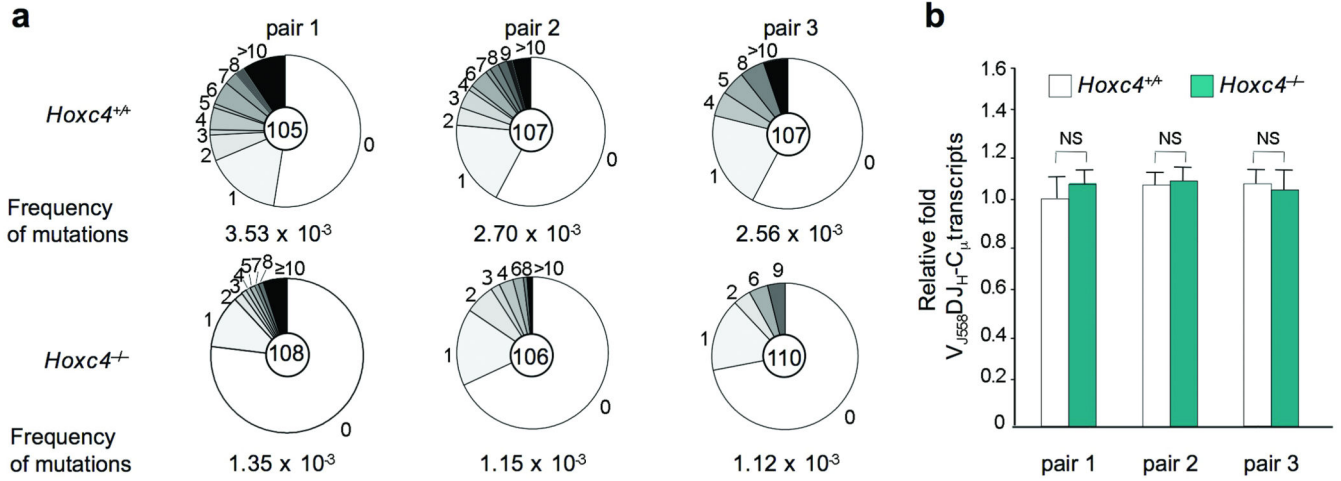 a
pair 1
pair 2
pair 3
Hoxc4+/+
0
1
2
3
4
5
6
7
8
>10
105
0
1
2
3
4
6
7
8
9
>10
107
0
1
4
5
8
>10
107
Frequency
of mutations
3.53 x 10-3
2.70 x 10-3
2.56 x 10-3
Hoxc4-/-
0
1
2
3
4
5
7
8
≥10
108
0
1
2
3
4
6
8
>10
106
0
1
2
6
9
110
Frequency
of mutations
1.35 x 10-3
1.15 x 10-3
1.12 x 10-3
b
Relative fold
VJ558DJH-Cμ transcripts
1.6
1.4
1.2
1.0
0.8
0.6
0.4
0.2
0
Hoxc4+/+
Hoxc4-/-
NS
NS
NS
pair 1
pair 2
pair 3